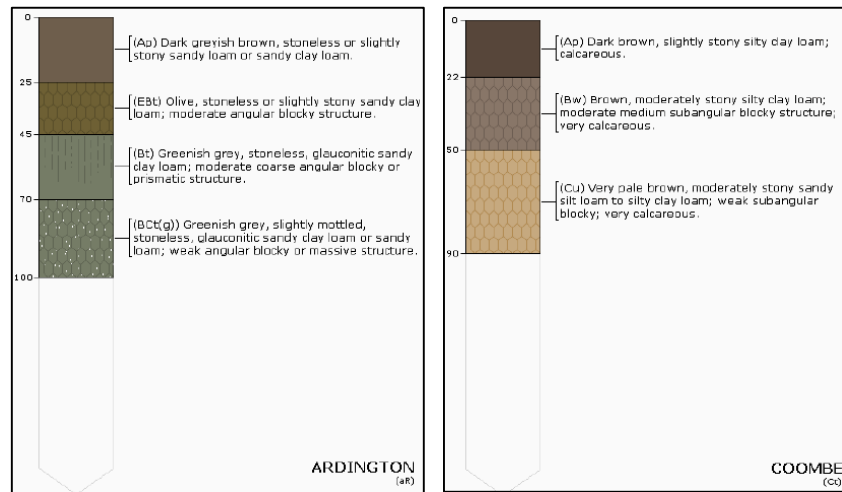 0
(Ap) Dark greyish brown, stoneless or slightly
stony sandy loam or sandy clay loam.
25
(EBt) Olive, stoneless or slightly stony sandy clay
loam; moderate angular blocky structure.
45
(Bt) Greenish grey, stoneless, glauconitic sandy
clay loam; moderate coarse angular blocky or
prismatic structure.
70
(BCt(g)) Greenish grey, slightly mottled,
stoneless, glauconitic sandy clay loam or sandy
loam; weak angular blocky or massive structure.
100
ARDINGTON
(aR)
0
(Ap) Dark brown, slightly stony silty clay loam;
calcareous.
22
(Bw) Brown, moderately stony silty clay loam;
moderate medium subangular blocky structure;
very calcareous.
50
(Cu) Very pale brown, moderately stony sandy
silt loam to silty clay loam; weak subangular
blocky; very calcareous.
90
COOMBE
(Ct)